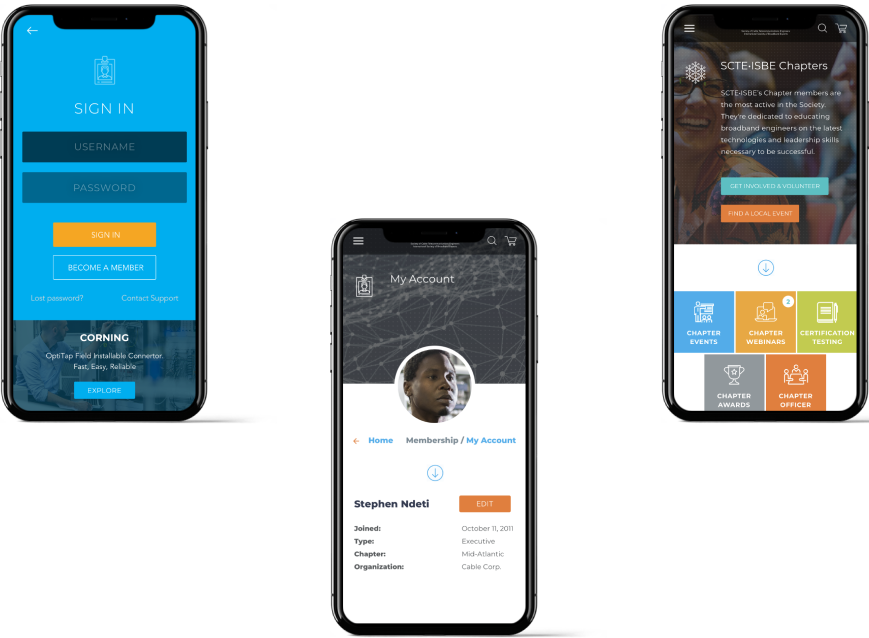 SIGN IN
USERNAME
PASSWORD
SIGN IN
BECOME A MEMBER
Lost password?
Contact Support
CORNING
OptiTap Field Installable Connertor.
Fast, Easy, Reliable
EXPLORE
My Account
Home
Membership / My Account
Stephen Ndeti
EDIT
Joined:
October 11, 2011
Type:
Executive
Chapter:
Mid-Atlantic
Organization:
Cable Corp.
SCTE•ISBE Chapters
SCTE•ISBE's Chapter members are
the most active in the Society.
They're dedicated to educating
broadband engineers on the latest
technologies and leadership skills
necessary to be successful.
GET INVOLVED & VOLUNTEER
FIND A LOCAL EVENT
CHAPTER
EVENTS
2
CHAPTER
WEBINARS
CERTIFICATION
TESTING
CHAPTER
AWARDS
CHAPTER
OFFICER